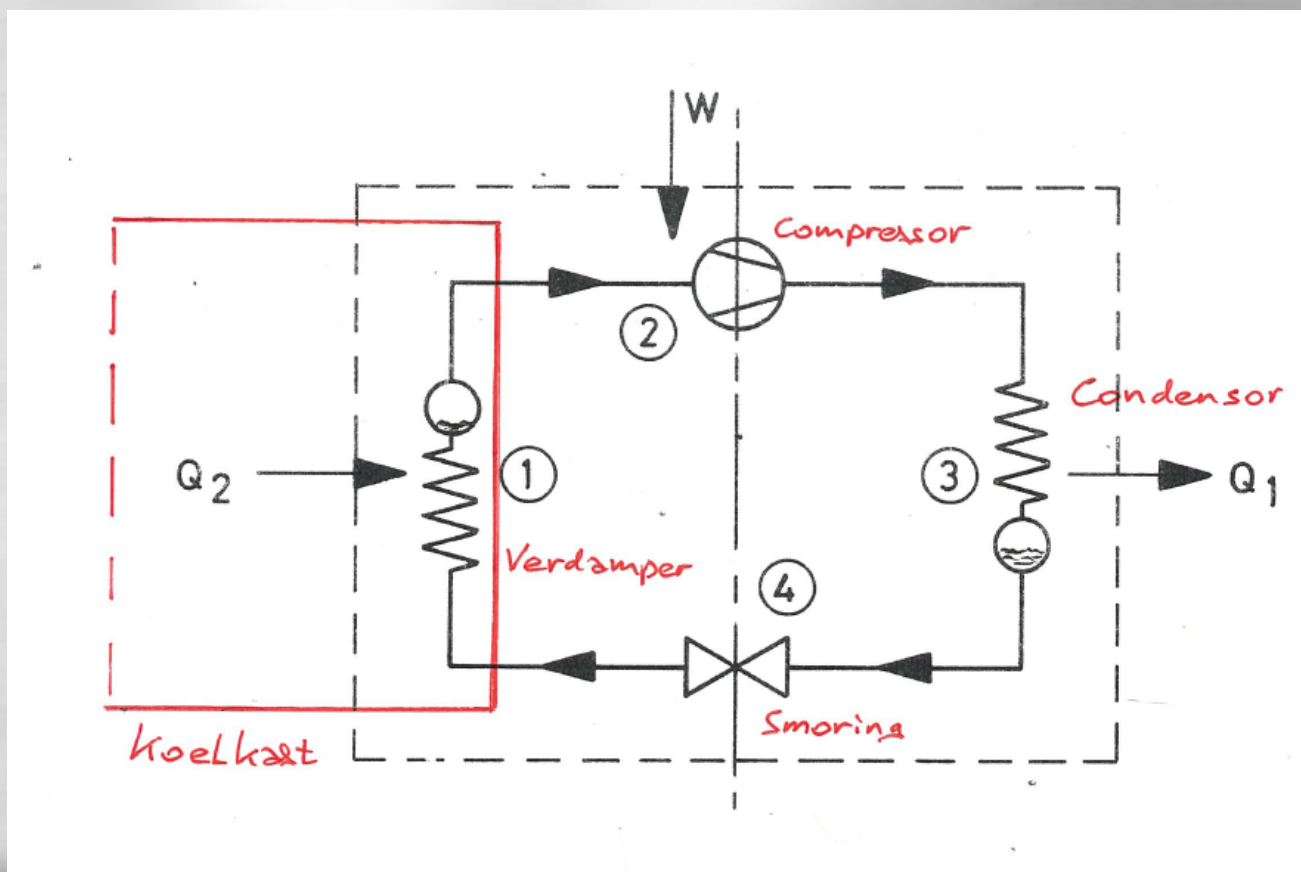 W
Compressor
2
Condensor
Q2
1
3
Q1
Verdamper
4
Smoring
Koelkast